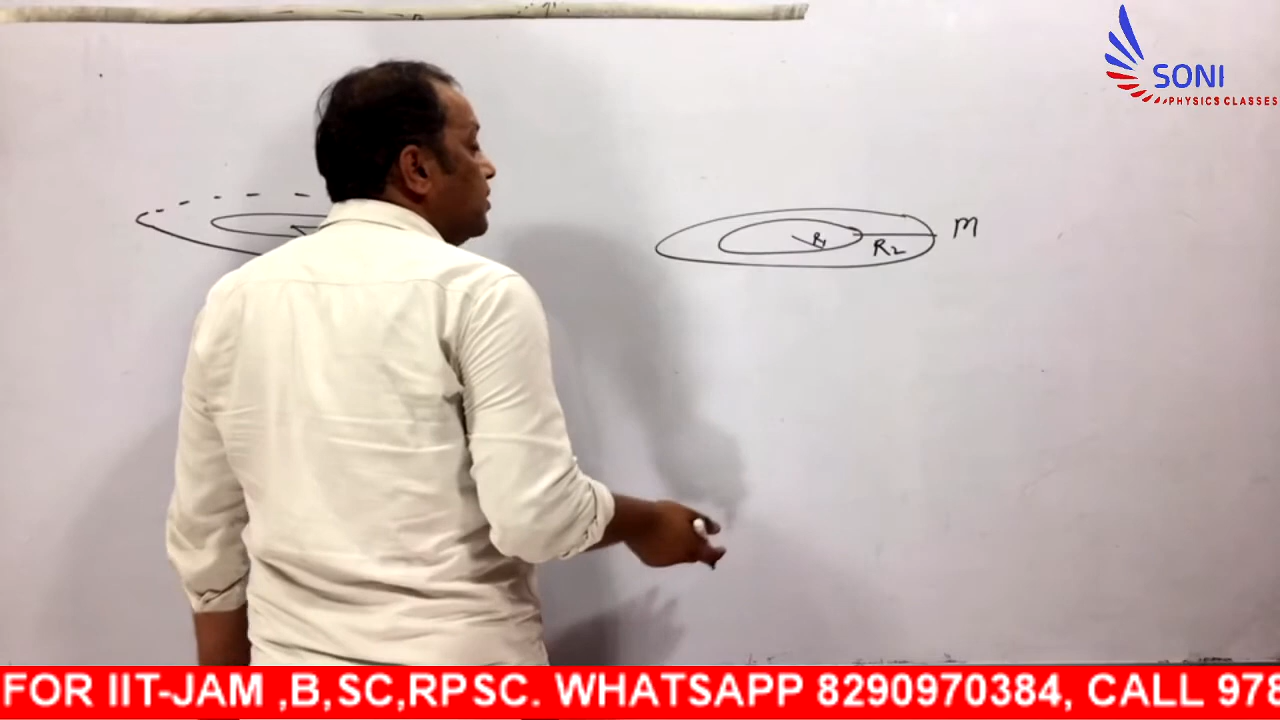 SONI
PHYSICS CLASSES
R1
R2
M
FOR IIT-JAM ,B,SC,RPSC. WHATSAPP 8290970384, CALL 978